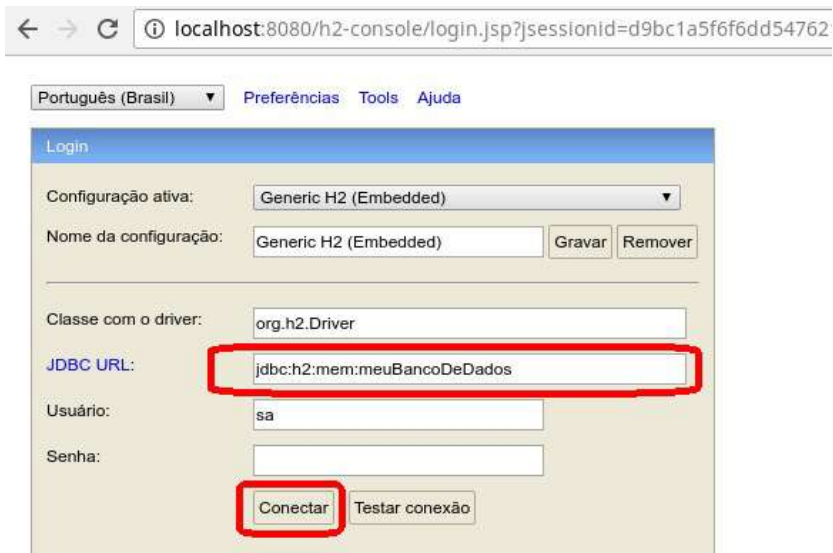 localhost:8080/h2-console/login.jsp?jsessionid=d9bc1a5f6f6dd54762
Português (Brasil) Preferências Tools Ajuda
Login
Configuração ativa: Generic H2 (Embedded)
Nome da configuração: Generic H2 (Embedded) Gravar Remover
Classe com o driver: org.h2.Driver
JDBC URL: jdbc:h2:mem:meuBancoDeDados
Usuário: sa
Senha:
Conectar Testar conexão